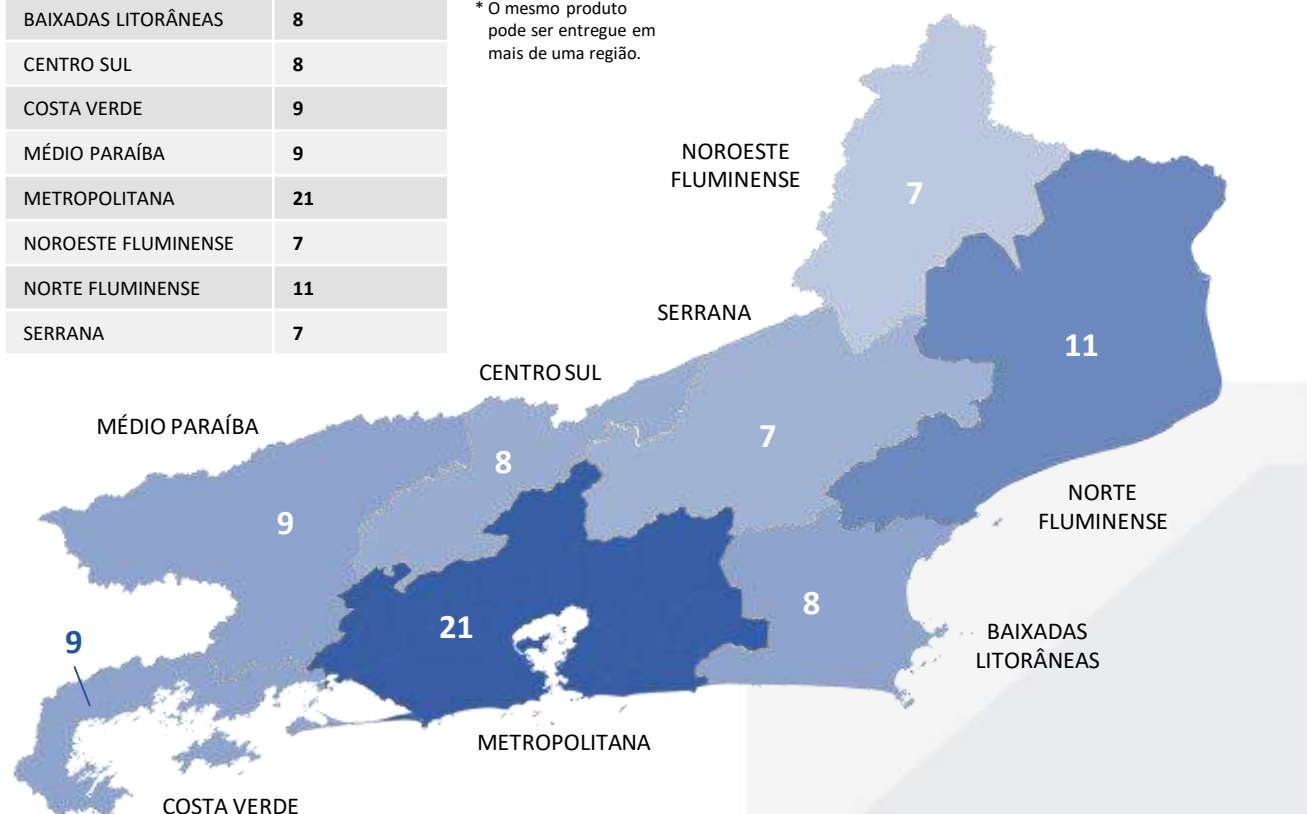 BAIXADAS LITORÂNEAS 8
CENTRO SUL 8
COSTA VERDE 9
MÉDIO PARAÍBA 9
METROPOLITANA 21
NOROESTE FLUMINENSE 7
NORTE FLUMINENSE 11
SERRANA 7
* O mesmo produto
pode ser entregue em
mais de uma região.
NOROESTE
FLUMINENSE
7
SERRANA
11
CENTRO SUL
MÉDIO PARAÍBA
7
8
NORTE
FLUMINENSE
9
8
21
9
BAIXADAS
LITORÂNEAS
METROPOLITANA
COSTA VERDE